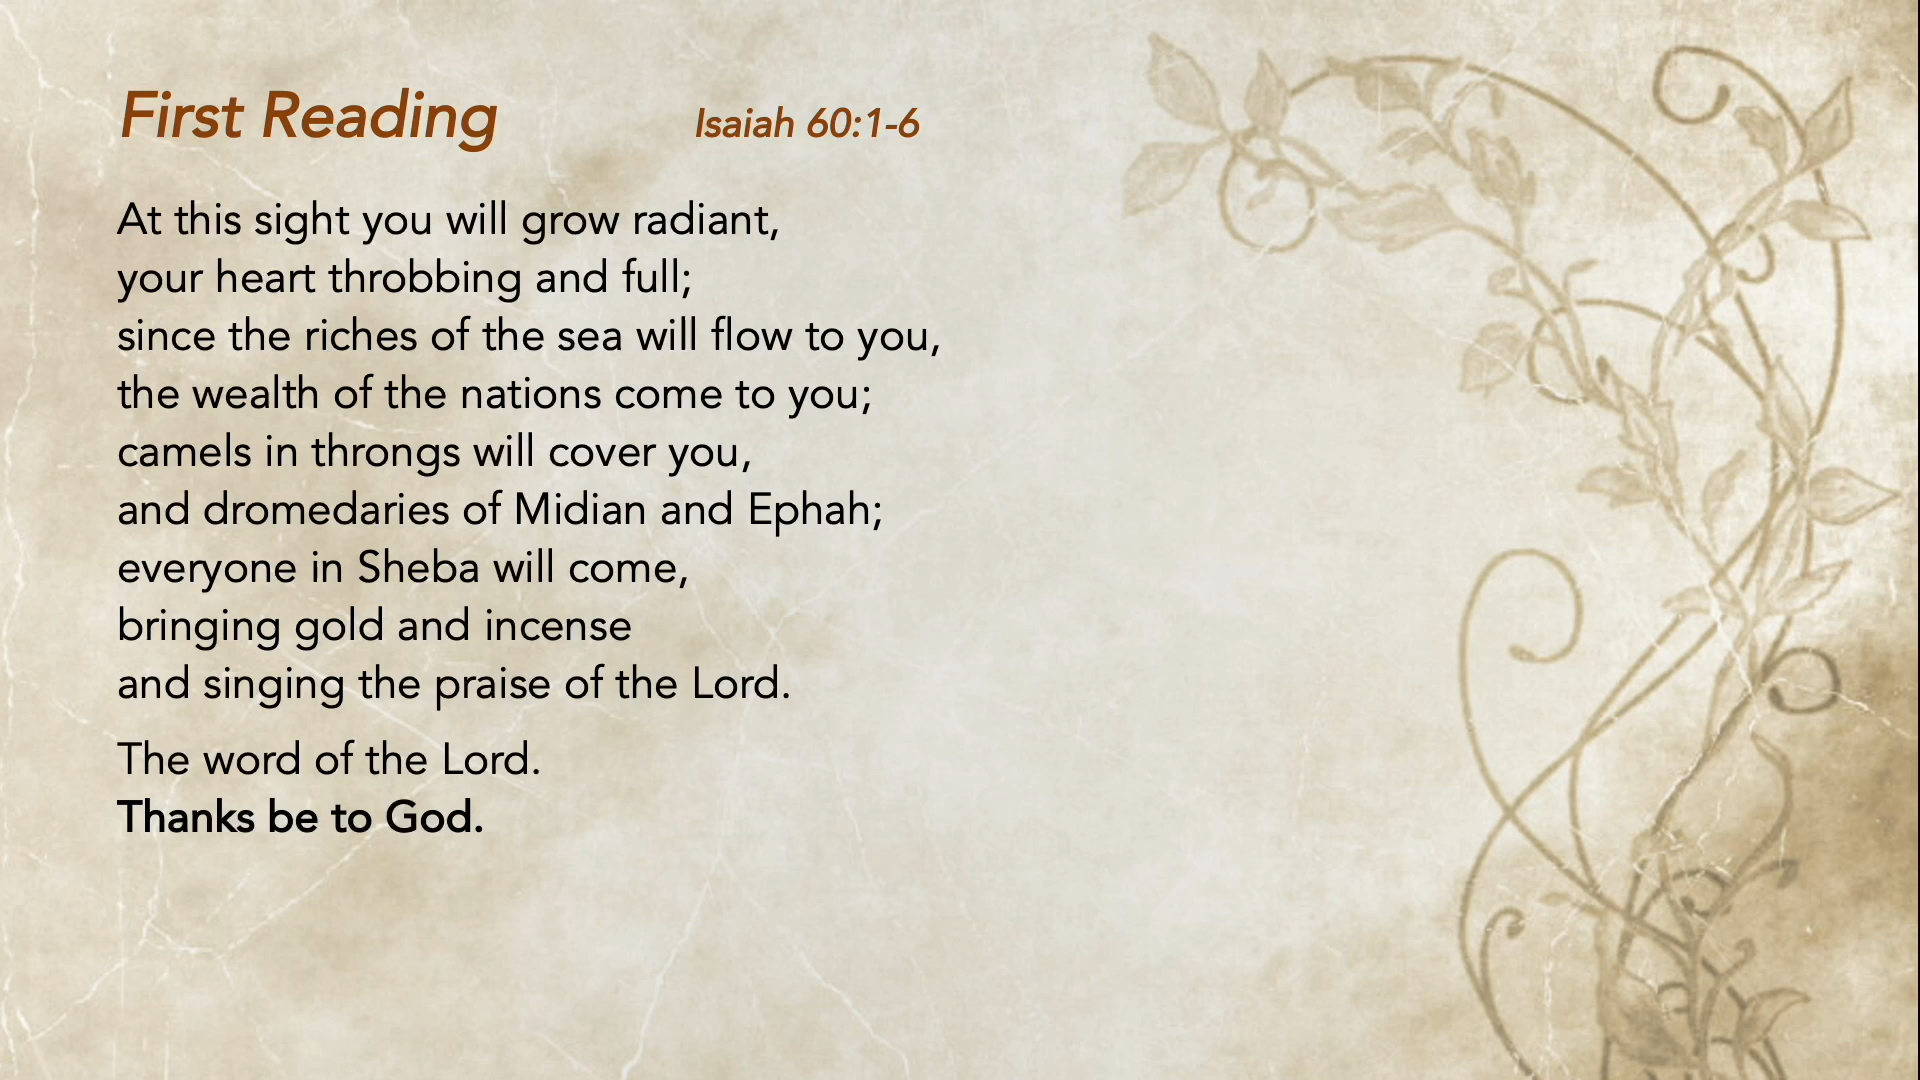 First Reading Isaiah 60:1-6
At this sight you will grow radiant,
your heart throbbing and full;
since the riches of the sea will flow to you,
the wealth of the nations come to you;
camels in throngs will cover you,
and dromedaries of Midian and Ephah;
everyone in Sheba will come,
bringing gold and incense
and singing the praise of the Lord.
The word of the Lord.
Thanks be to God.